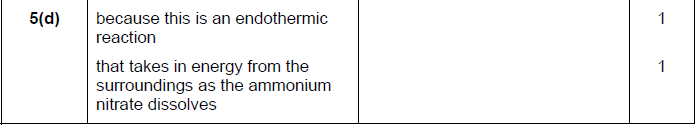 5(d) because this is an endothermic 1
reaction
that takes in energy from the 1
surroundings as the ammonium
nitrate dissolves